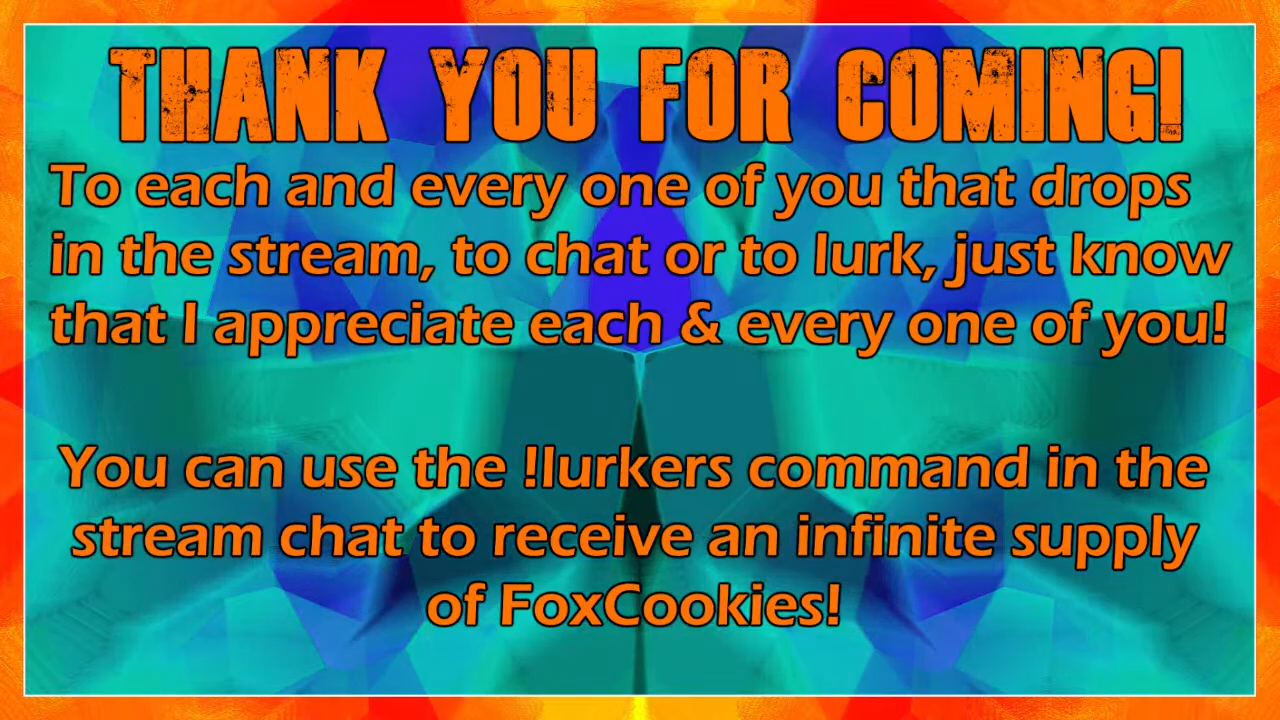 THANK YOU FOR COMING!
To each and every one of you that drops
in the stream, to chat or to lurk, just know
that I appreciate each & every one of you!
You can use the !lurkers command in the
stream chat to receive an infinite supply
of FoxCookies!